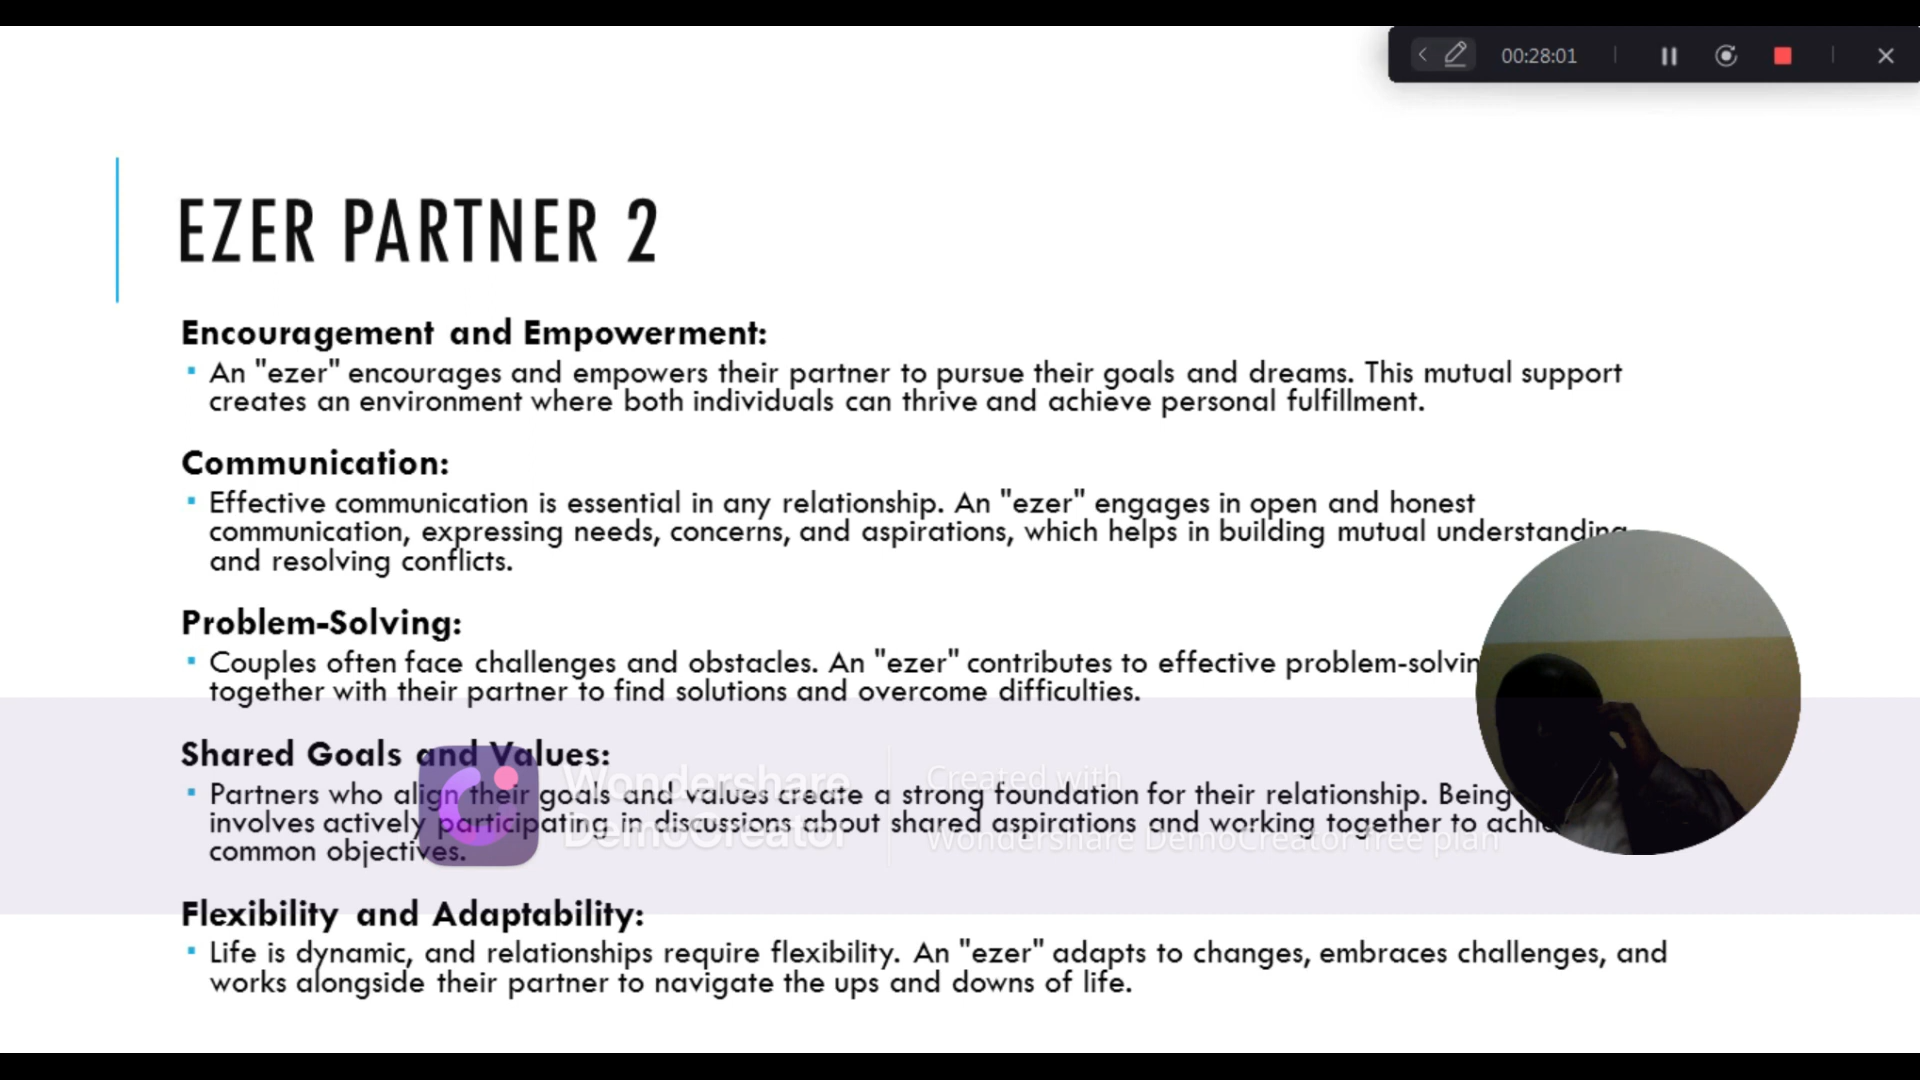 00:28:01
EZER PARTNER 2
Encouragement and Empowerment:
An "ezer" encourages and empowers their partner to pursue their goals and dreams. This mutual support
creates an environment where both individuals can thrive and achieve personal fulfillment.
Communication:
Effective communication is essential in any relationship. An "ezer" engages in open and honest
communication, expressing needs, concerns, and aspirations, which helps in building mutual understanding
and resolving conflicts.
Problem-Solving:
Couples often face challenges and obstacles. An "ezer" contributes to effective problem-solvin
together with their partner to find solutions and overcome difficulties.
Shared Goals and Values:
Partners who align their goals and values create a strong foundation for their relationship. Being
involves actively participating in discussions about shared aspirations and working together to
common objectives.
Wondershare
DemoCreator
Created with
Wondershare DemoCreator free plan
Flexibility and Adaptability:
Life is dynamic, and relationships require flexibility. An "ezer" adapts to changes, embraces challenges, and
works alongside their partner to navigate the ups and downs of life.